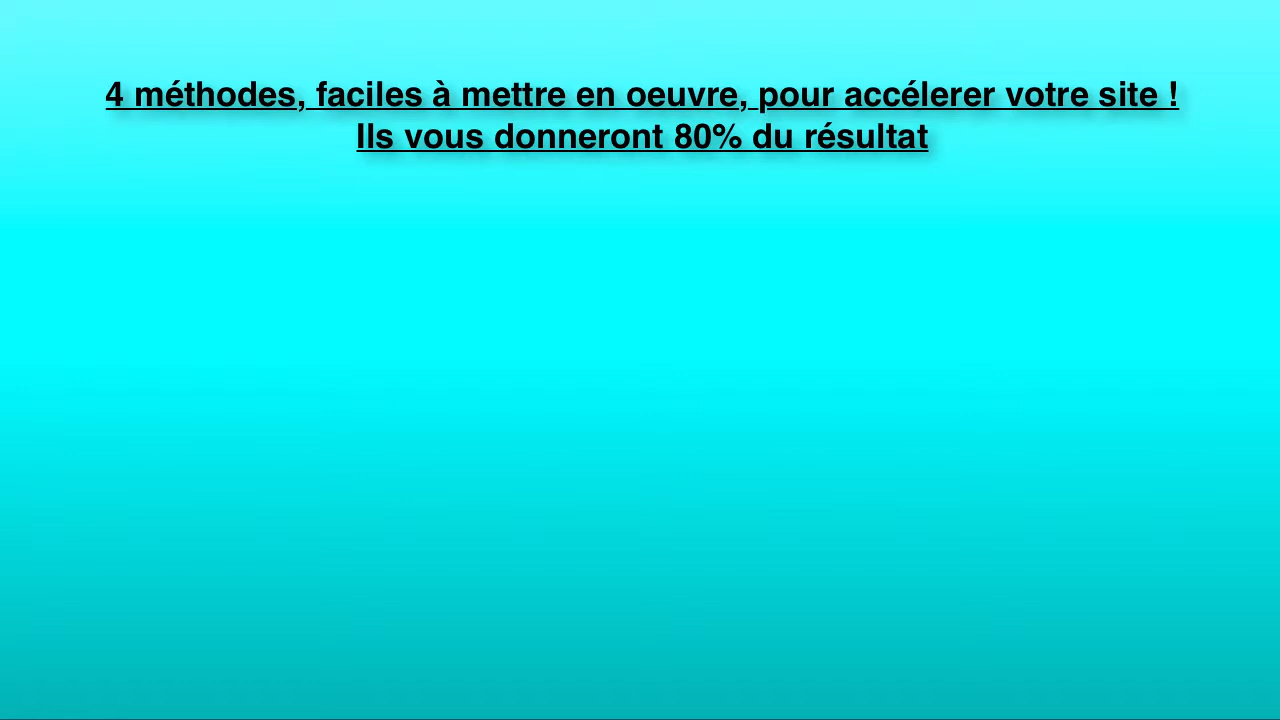 4 méthodes, faciles à mettre en oeuvre, pour accélerer votre site !
Ils vous donneront 80% du résultat